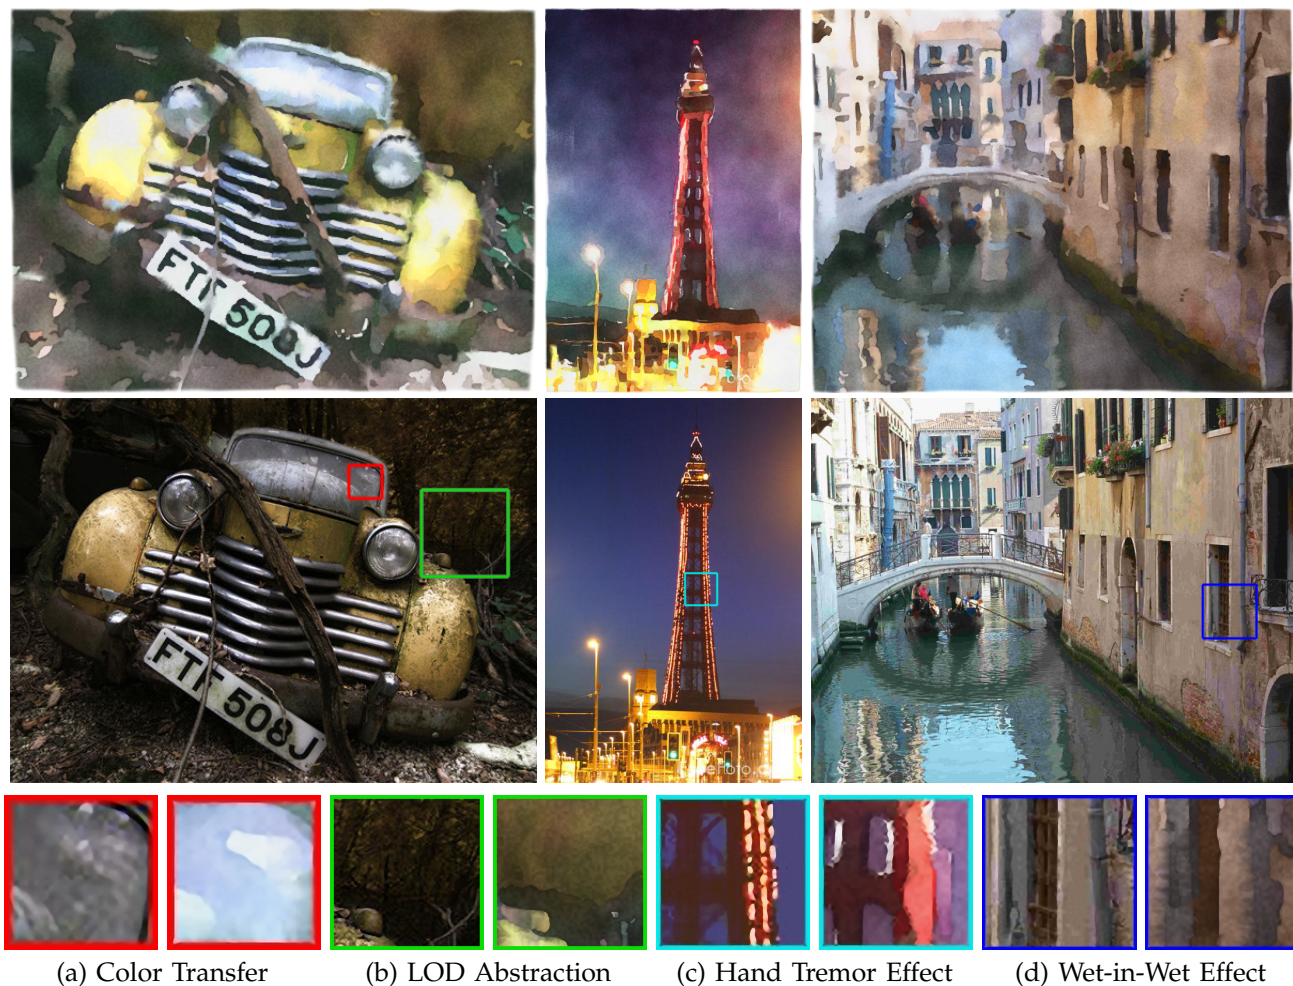 FTF 508J
FTF 508J
(a) Color Transfer
(b) LOD Abstraction
(c) Hand Tremor Effect
(d) Wet-in-Wet Effect